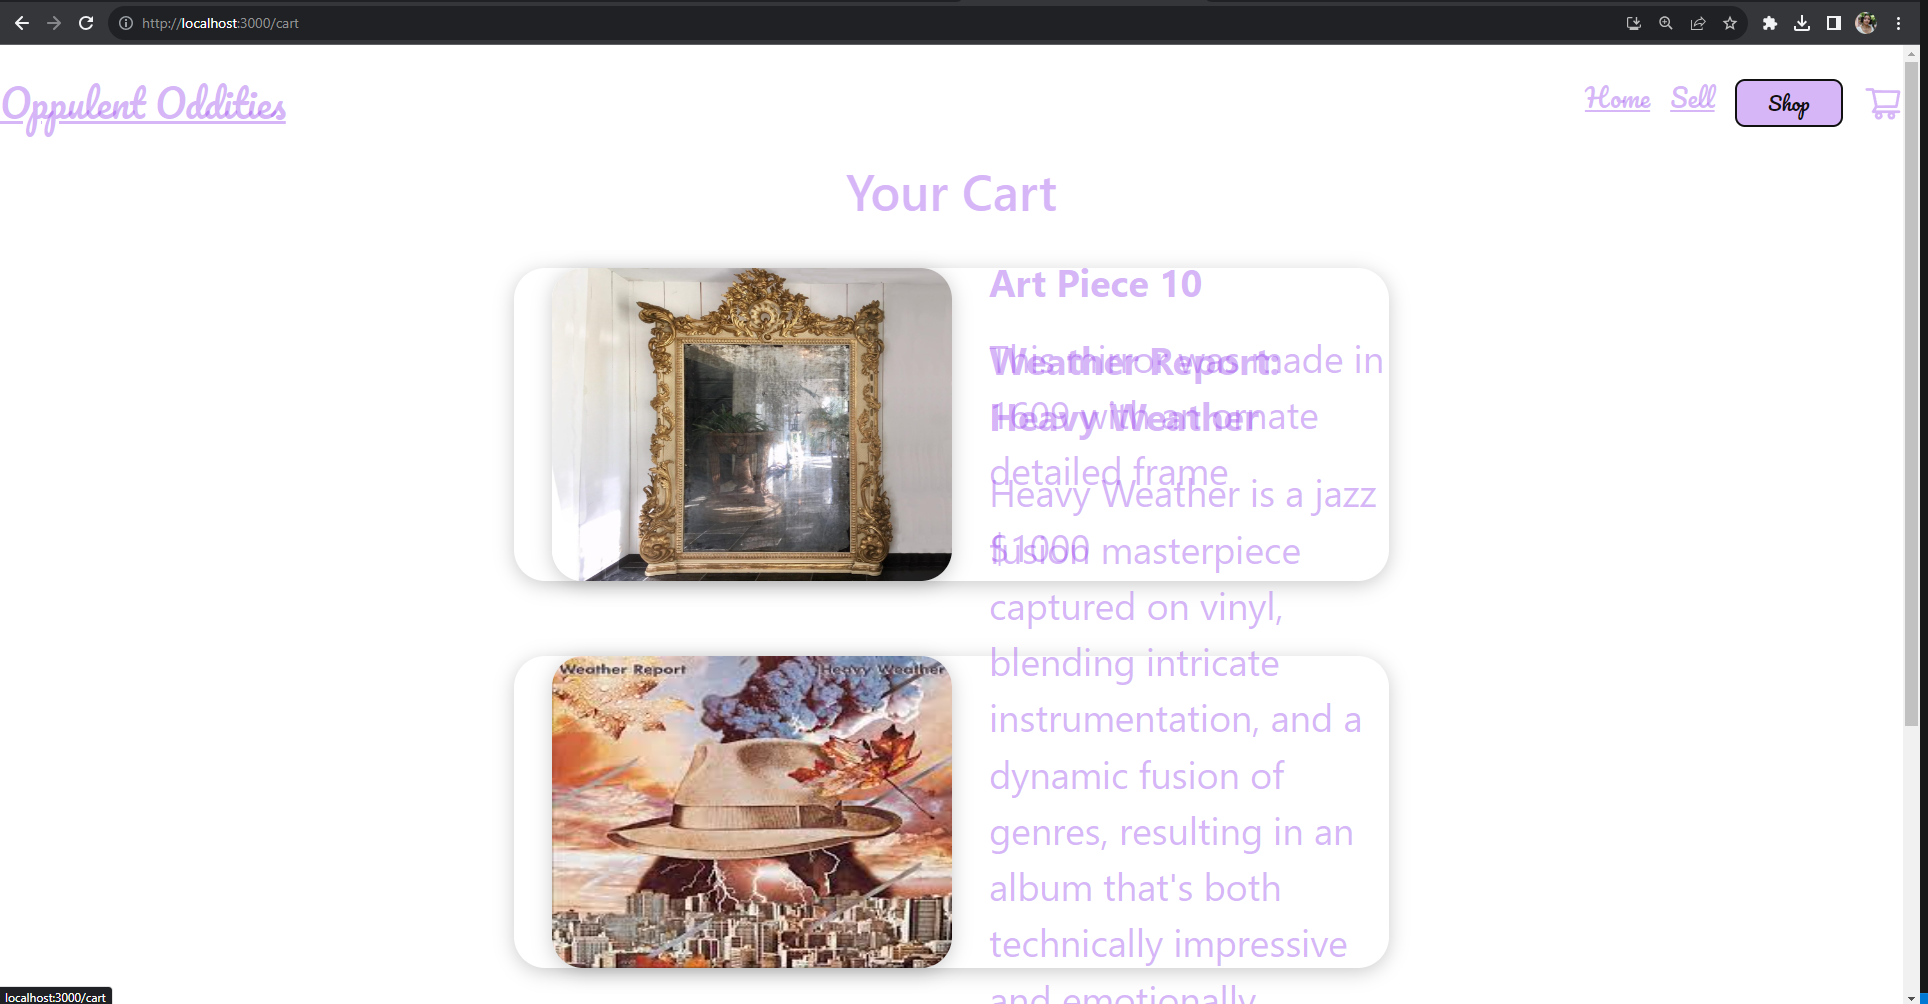 http://localhost:3000/cart
Oppulent Oddities
Home Sell Shop
Your Cart
Art Piece 10
This mirror was made in
1609 with an ornate
detailed frame
$1000
Weather Report:
Heavy Weather
Heavy Weather is a jazz
fusion masterpiece
captured on vinyl,
blending intricate
instrumentation, and a
dynamic fusion of
genres, resulting in an
album that's both
technically impressive
and emotionally
Weather Report Heavy Weather
localhost:3000/cart